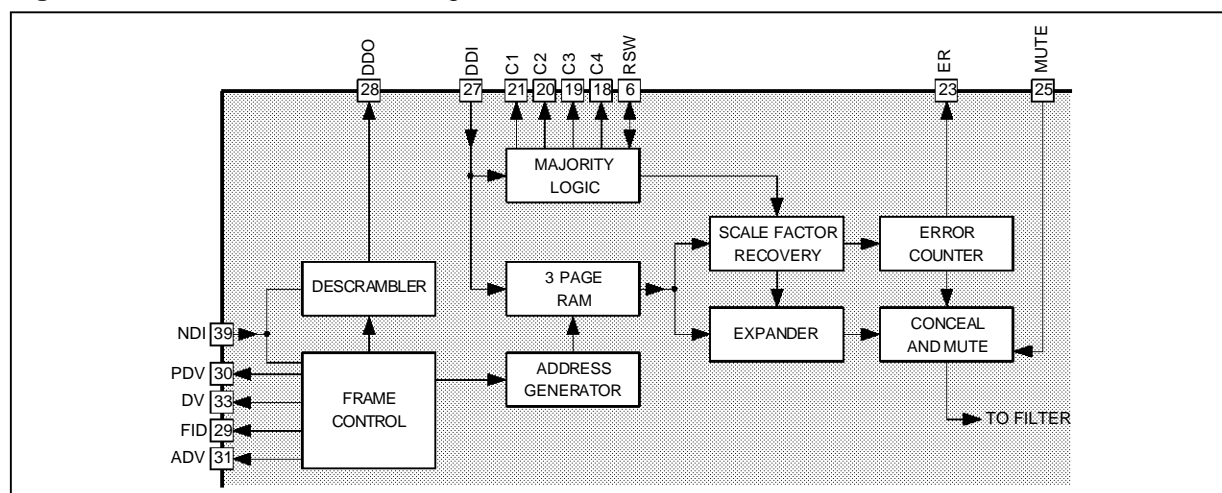 DDO
DDI
C1
C2
C3
C4
RSW
ER
MUTE
28
27
21
20
19
18
6
23
25
MAJORITY
LOGIC
SCALE FACTOR
RECOVERY
ERROR
COUNTER
DESCRAMBLER
3 PAGE
RAM
NDI 39
EXPANDER
CONCEAL
AND MUTE
PDV 30
DV 33
FID 29
ADV 31
FRAME
CONTROL
ADDRESS
GENERATOR
TO FILTER